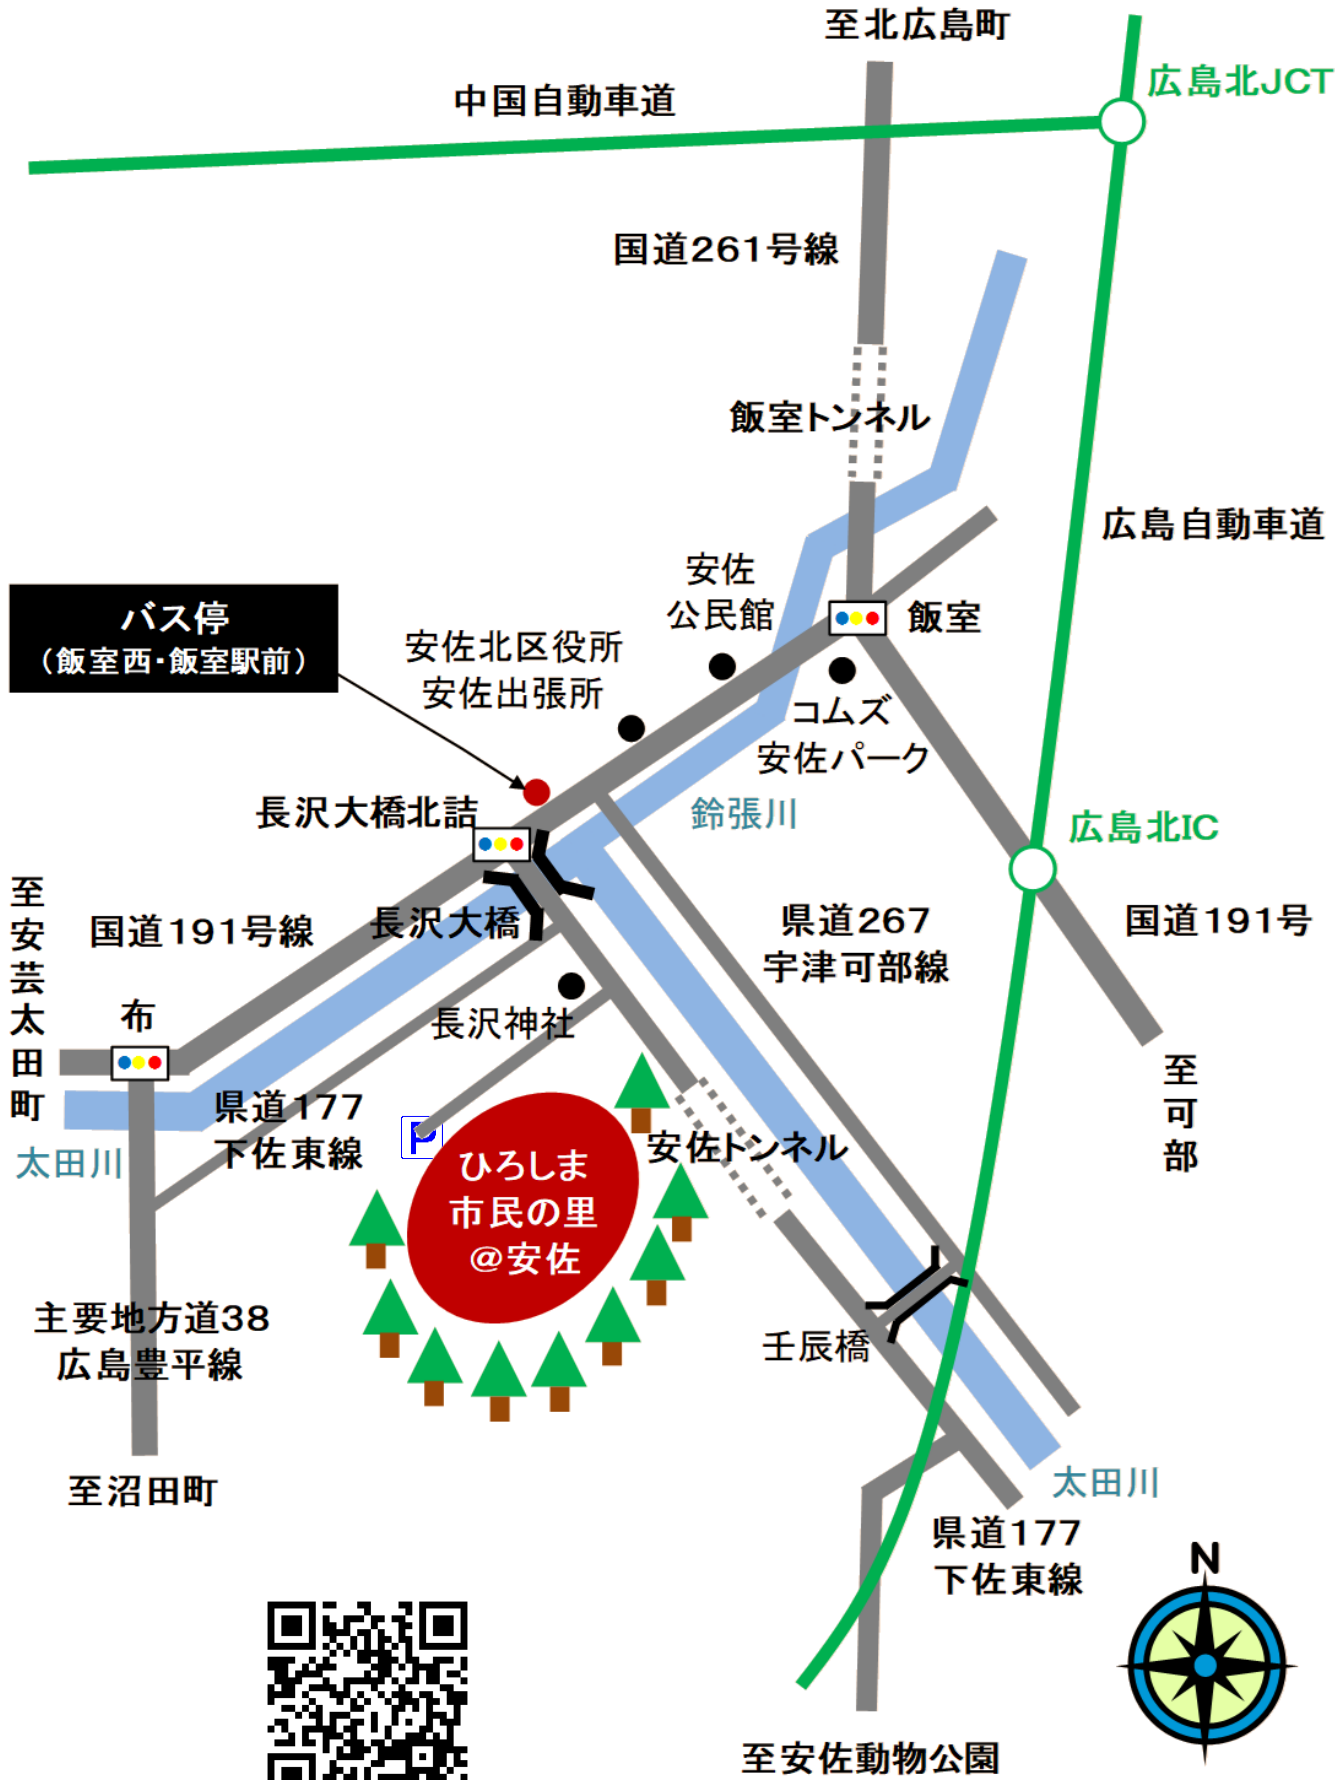 至北広島町
広島北JCT
中国自動車道
国道261号線
飯室トンネル
広島自動車道
安佐
公民館
飯室
バス停
（飯室西・飯室駅前）
安佐北区役所
安佐出張所
コムズ
安佐パーク
長沢大橋北詰
鈴張川
広島北IC
至安芸太田町
国道191号線
長沢大橋
県道267
宇津可部線
国道191号
布
長沢神社
至可部
県道177
下佐東線
P
安佐トンネル
太田川
ひろしま
市民の里
@安佐
主要地方道38
広島豊平線
壬辰橋
至沼田町
太田川
県道177
下佐東線
N
至安佐動物公園